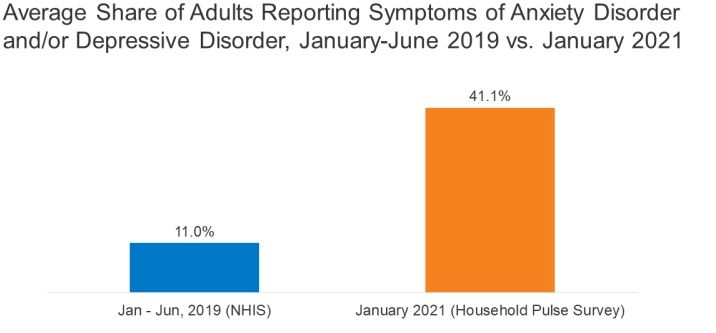 Average Share of Adults Reporting Symptoms of Anxiety Disorder
and/or Depressive Disorder, January-June 2019 vs. January 2021
41.1%
11.0%
Jan - Jun, 2019 (NHIS)
January 2021 (Household Pulse Survey)